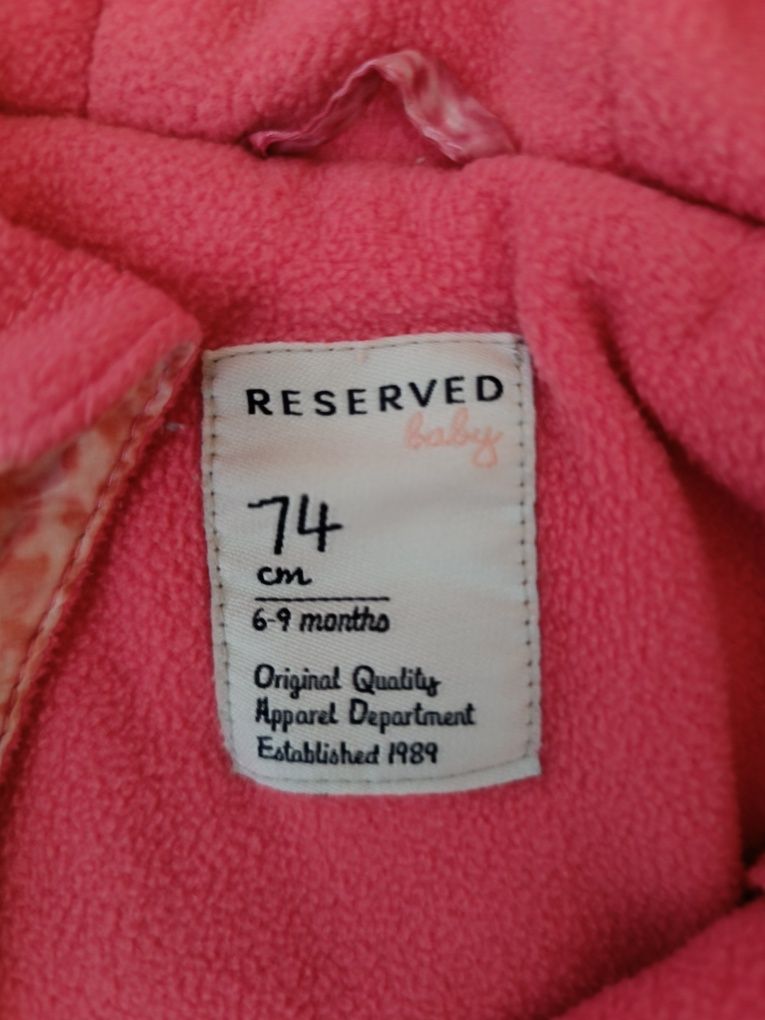 RESERVED
baby
74
cm
6-9 months
Original Quality
Apparel Department
Established 1989